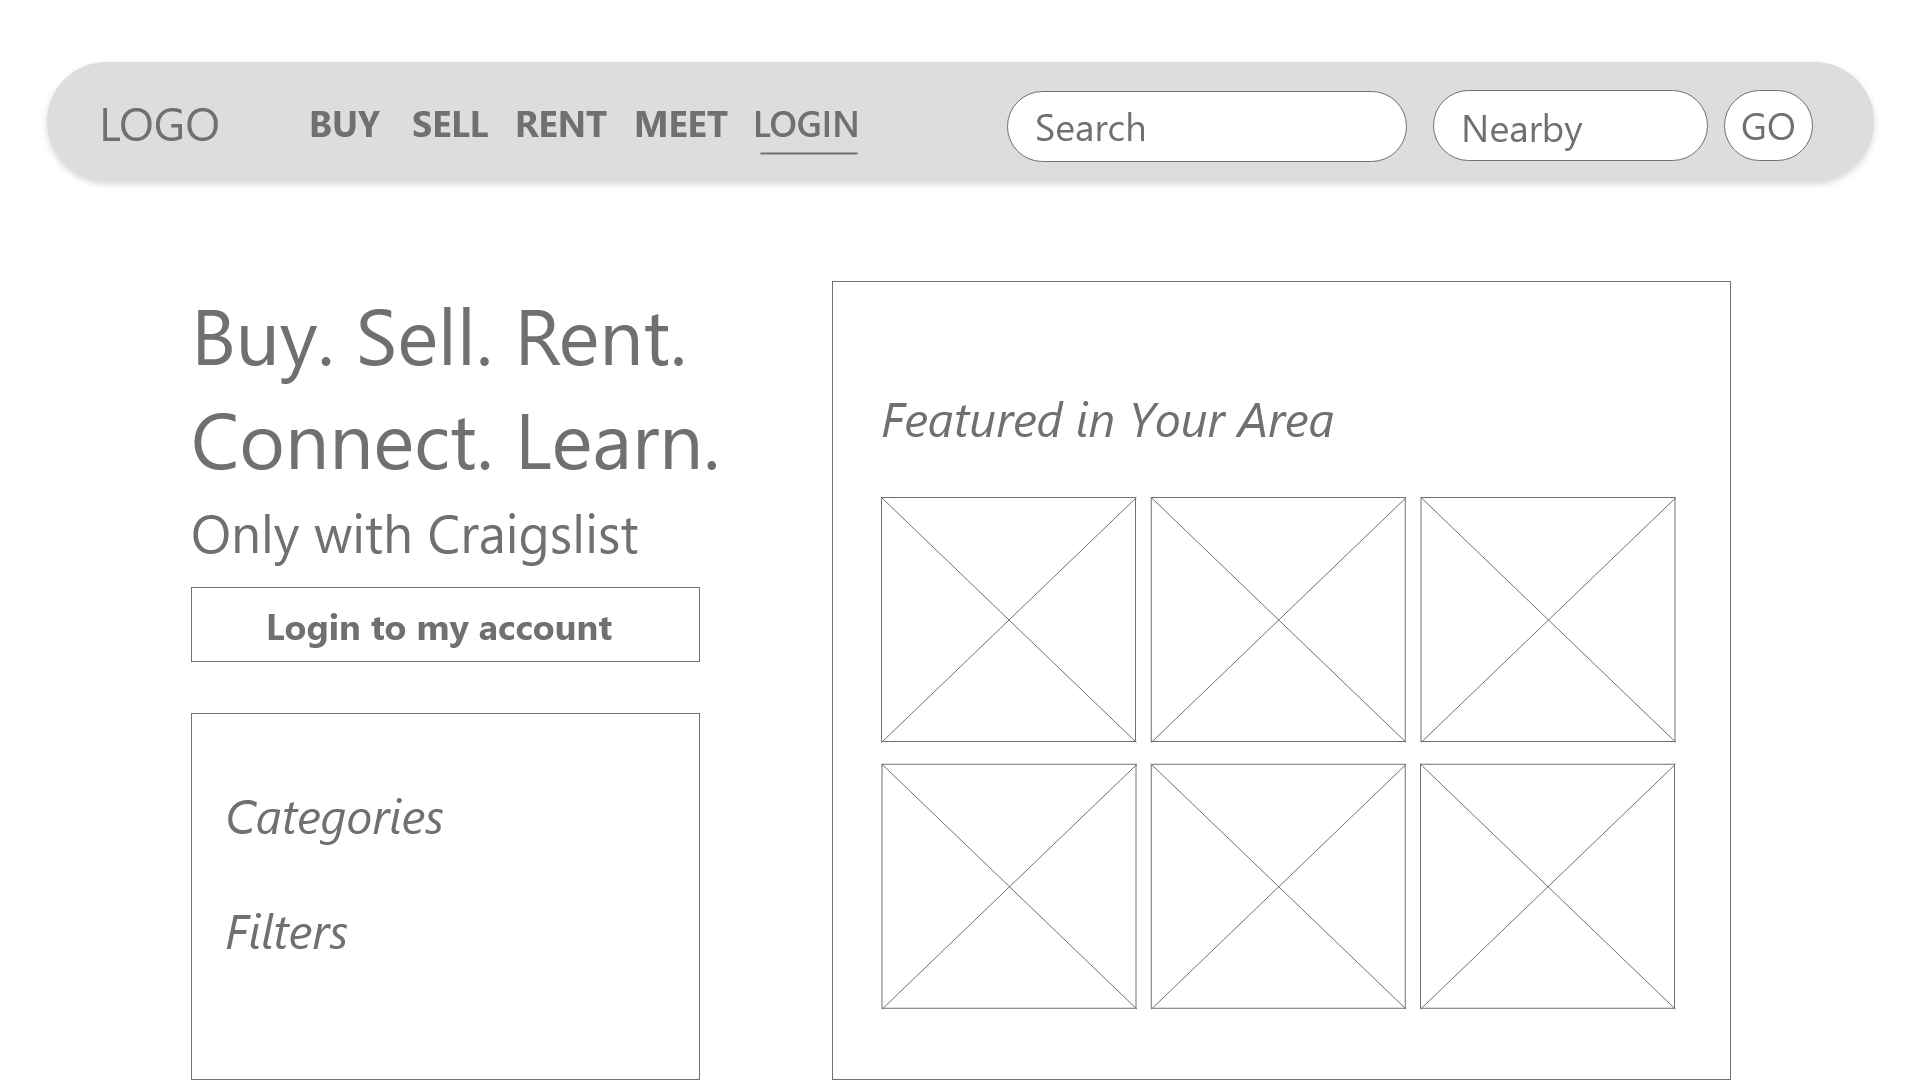 LOGO BUY SELL RENT MEET LOGIN Search Nearby GO
Buy. Sell. Rent.
Connect. Learn.
Only with Craigslist
Login to my account
Categories
Filters
Featured in Your Area